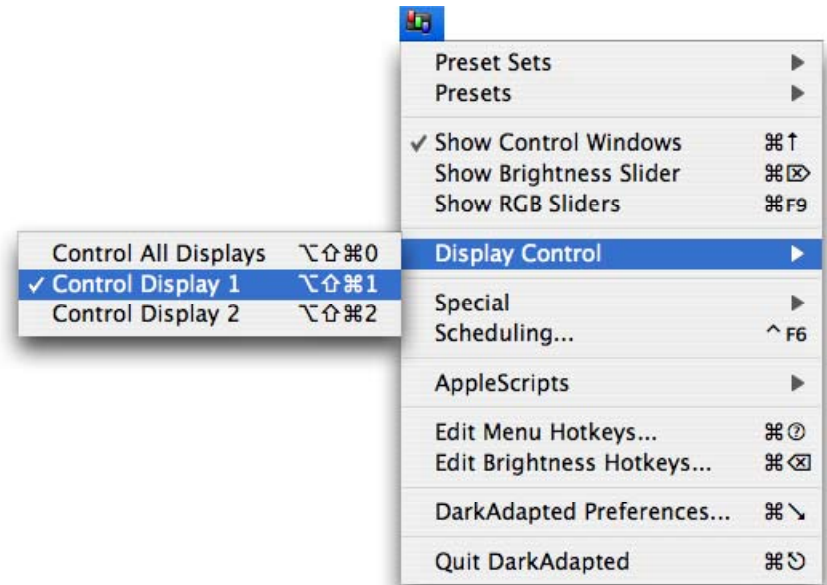 Preset Sets ▶
Presets ▶
✓ Show Control Windows ⌘↑
Show Brightness Slider ⌘⌦
Show RGB Sliders ⌘F9
Display Control ▶
Control All Displays ⌥⇧⌘0
✓ Control Display 1 ⌥⇧⌘1
Control Display 2 ⌥⇧⌘2
Special ▶
Scheduling... ^F6
AppleScripts ▶
Edit Menu Hotkeys... ⌘?⃝
Edit Brightness Hotkeys... ⌘⌫
DarkAdapted Preferences... ⌘↘
Quit DarkAdapted ⌘⎋